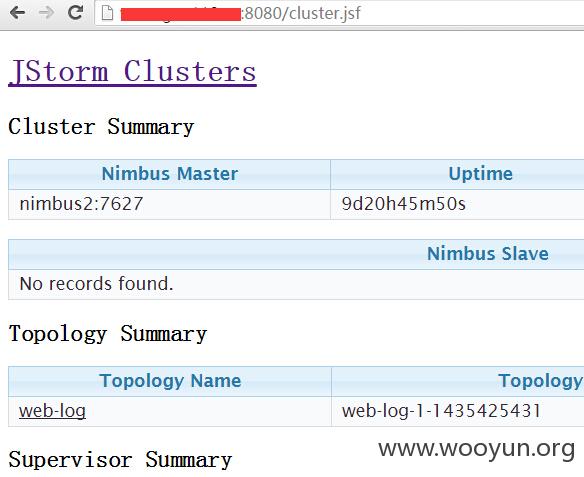 :8080/cluster.jsf
JStorm Clusters
Cluster Summary
Nimbus Master Uptime
nimbus2:7627 9d20h45m50s
Nimbus Slave
No records found.
Topology Summary
Topology Name Topology
web-log web-log-1-1435425431
www.wooyun.org
Supervisor Summary